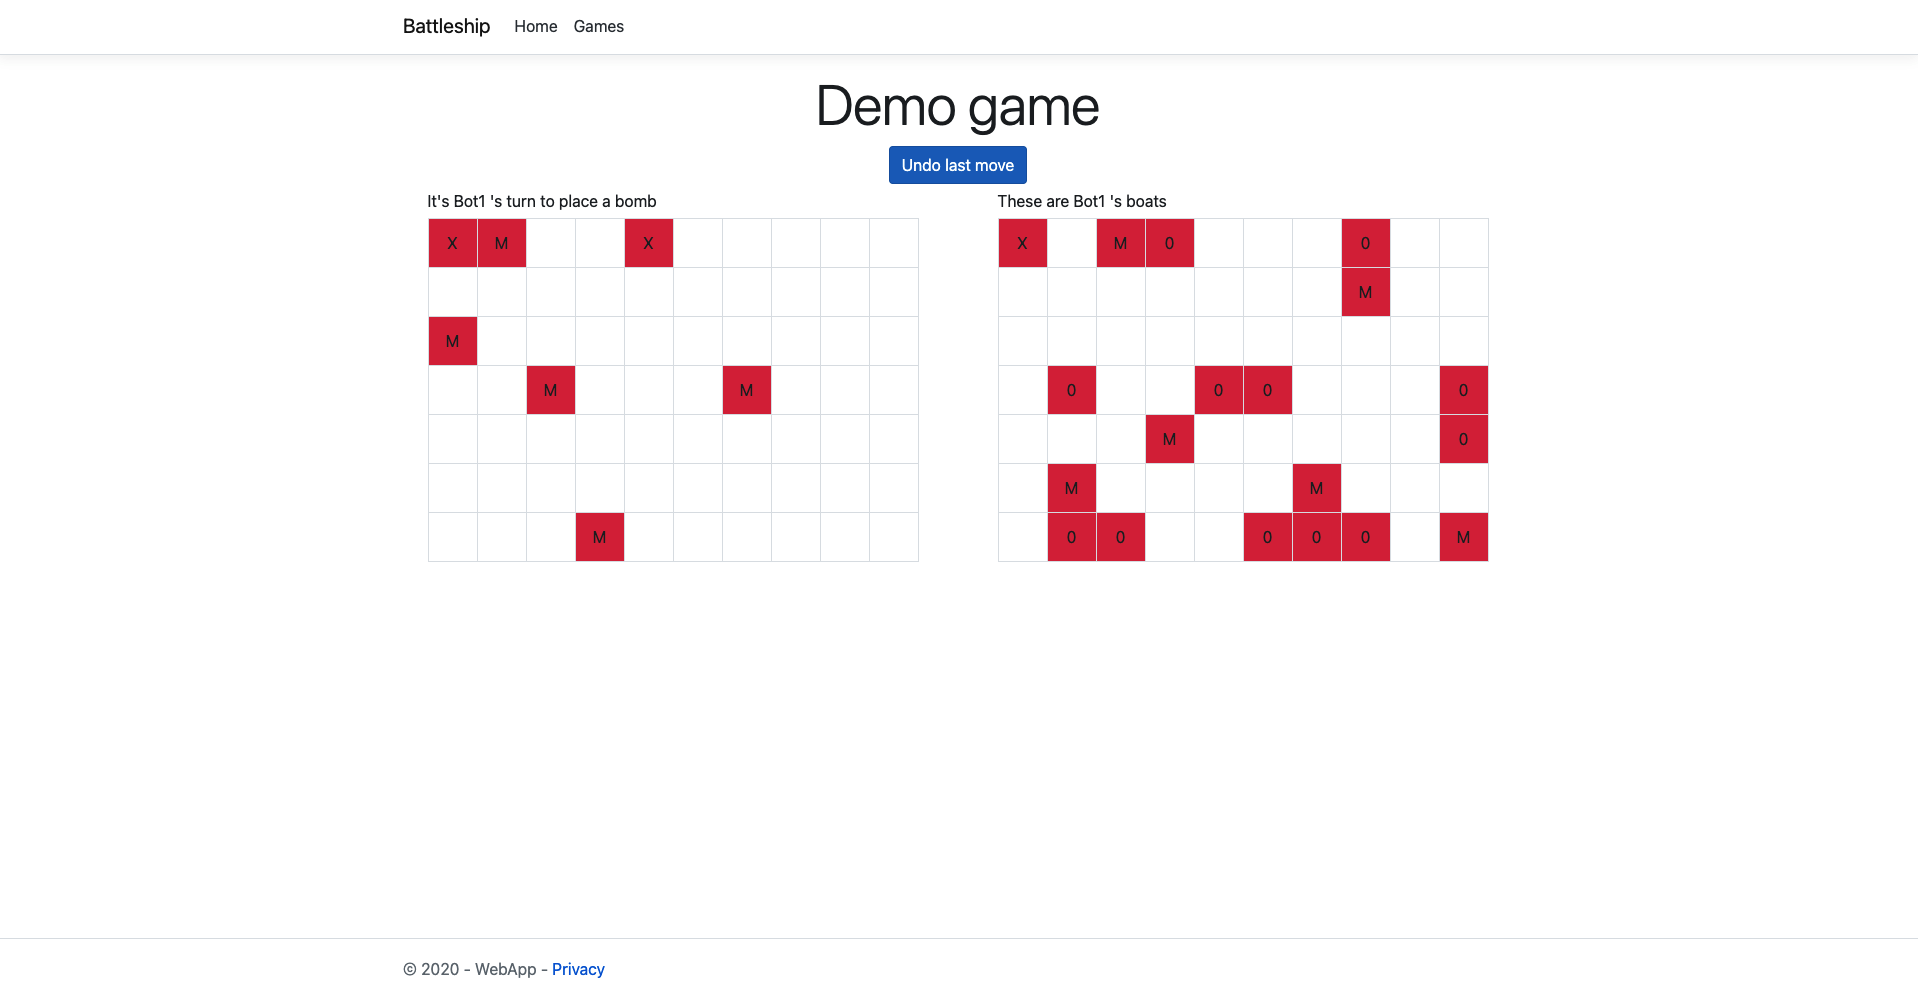 Battleship Home Games
Demo game
Undo last move
It's Bot1 's turn to place a bomb
X M X
M
M M
M
These are Bot1 's boats
X M 0 0
M
0 0 0 0
M 0
M M
0 0 0 0 0 M
© 2020 - WebApp - Privacy